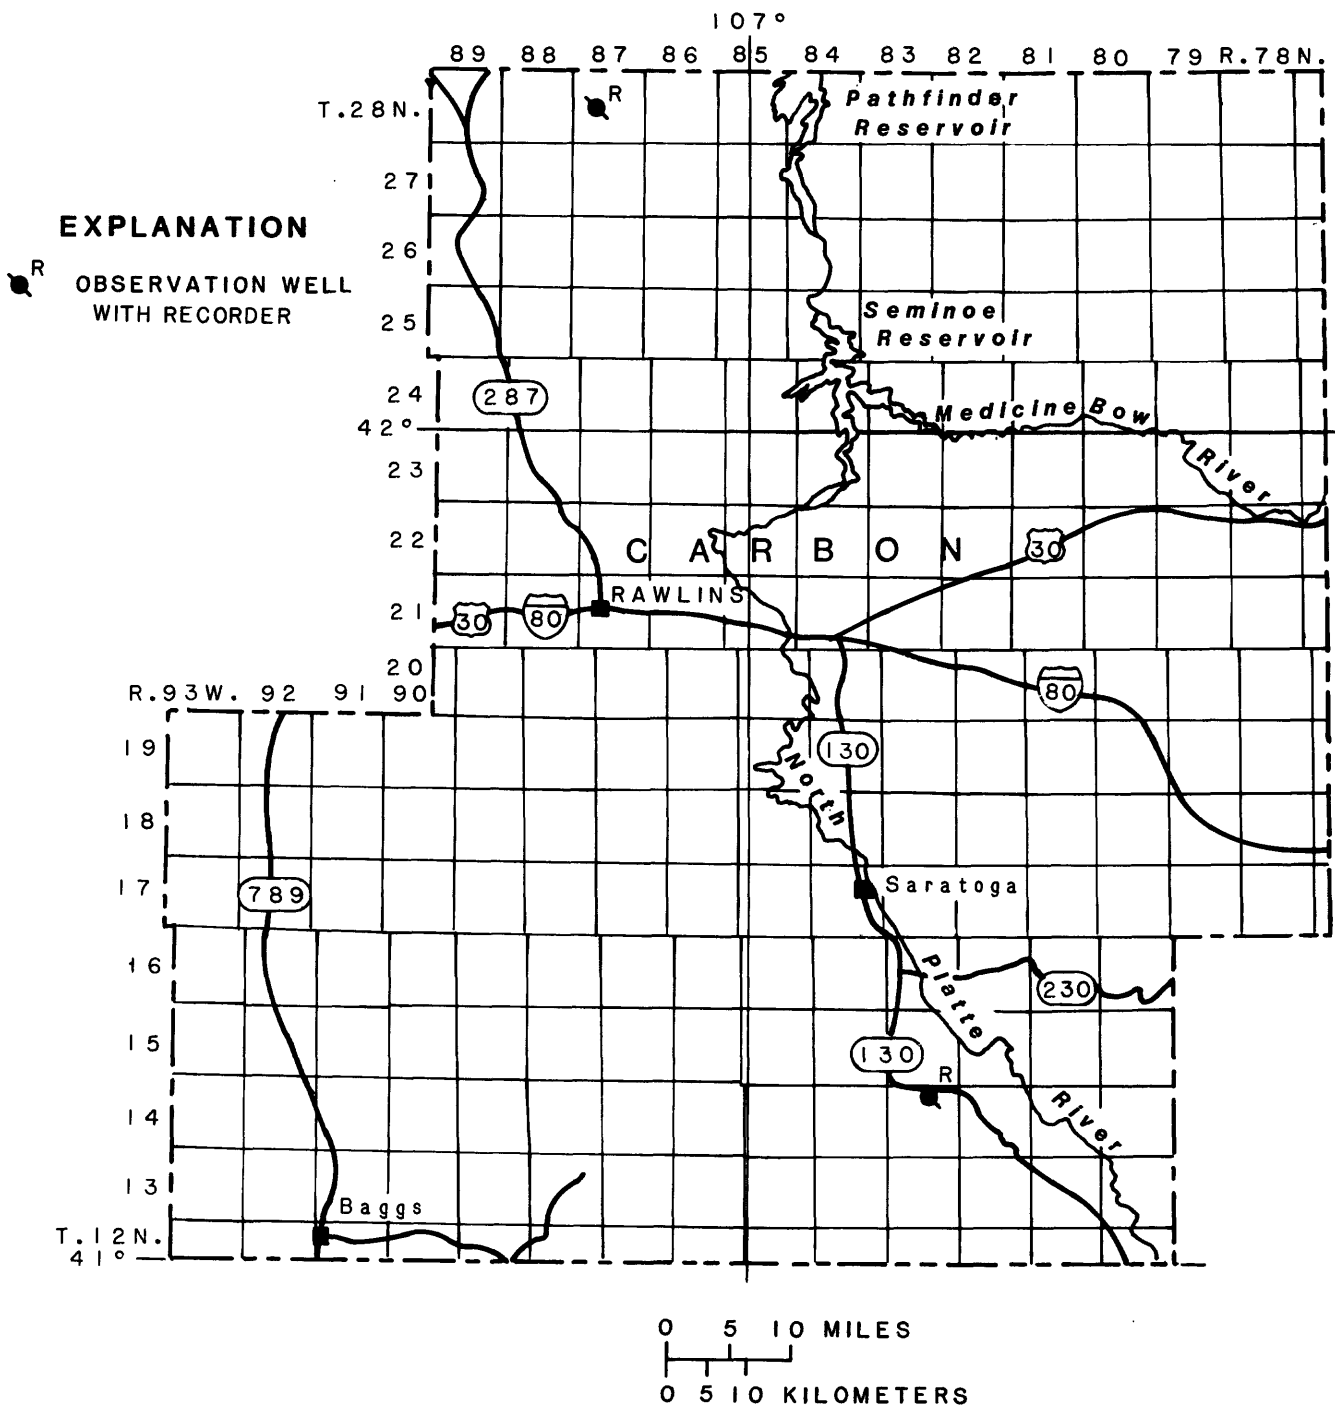 107°
89 88 87 86 85 84 83 82 81 80 79 R.78N.
T.28N.
R
Pathfinder
Reservoir
27
EXPLANATION
26
R
OBSERVATION WELL
WITH RECORDER
25
Seminoe
Reservoir
24
287
Medicine Bow
River
42°
23
22
CARBON
30
RAWLINS
21
30
80
20
R.93W. 92 91 90
80
19
130
North
18
17
789
Saratoga
16
Platte
230
15
130
R
14
River
13
Baggs
T.12N.
41°
0 5 10 MILES
0 5 10 KILOMETERS